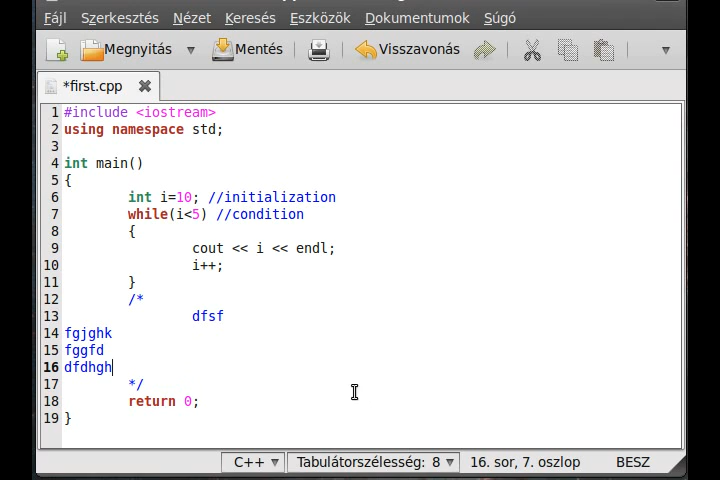 Fájl Szerkesztés Nézet Keresés Eszközök Dokumentumok Súgó
Megnyitás Mentés Visszavonás
*first.cpp
1 #include <iostream>
2 using namespace std;
3
4 int main()
5 {
6 int i=10; //initialization
7 while(i<5) //condition
8 {
9 cout << i << endl;
10 i++;
11 }
12 /*
13 dfsf
14 fgjghk
15 fggfd
16 dfdhgh
17 */
18 return 0;
19 }
C++ Tabulátorszélesség: 8 16. sor, 7. oszlop BESZ